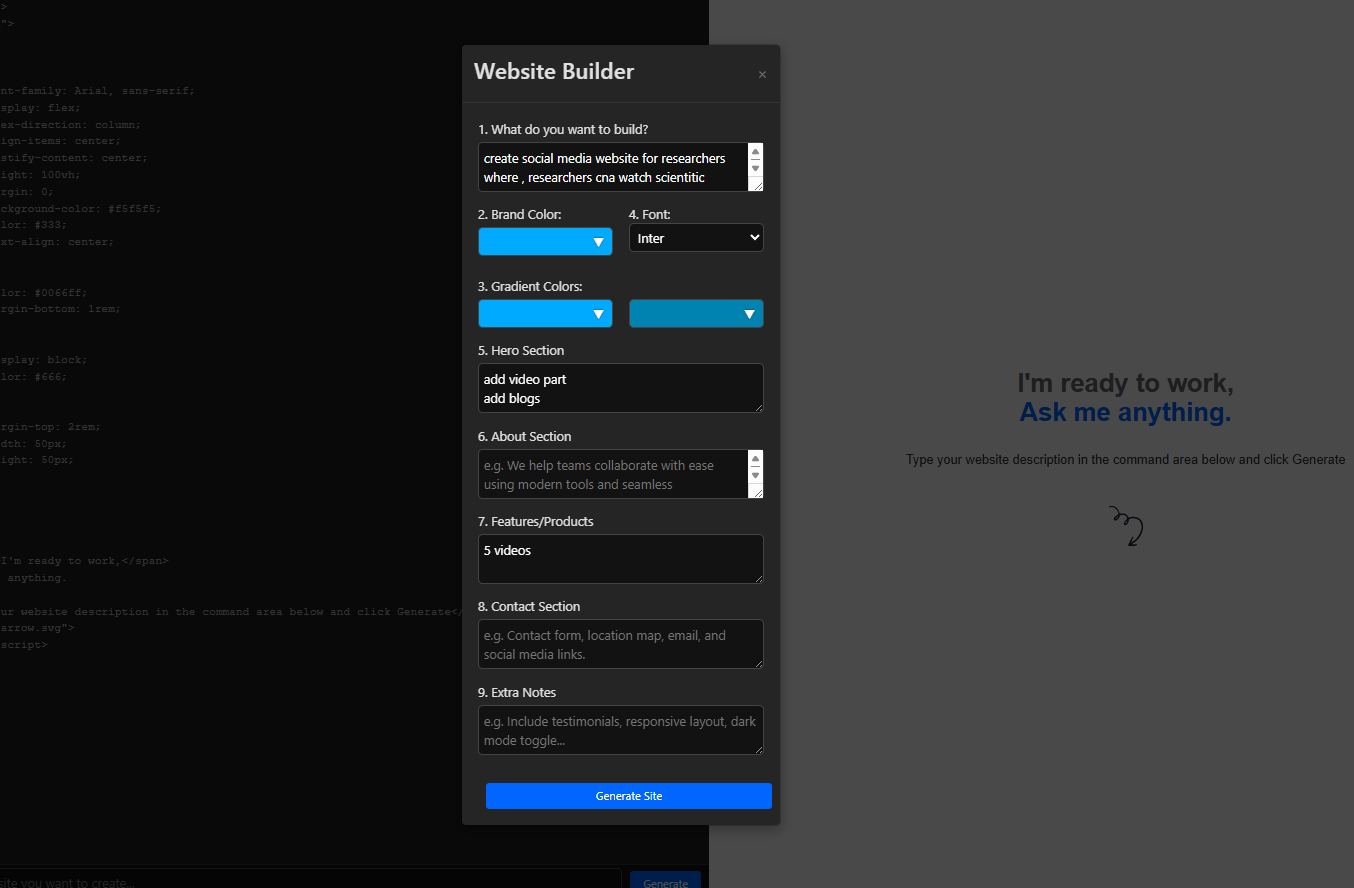 >
">
nt-family: Arial, sans-serif;
splay: flex;
ex-direction: column;
ign-items: center;
stify-content: center;
ight: 100vh;
rgin: 0;
ckground-color: #f5f5f5;
lor: #333;
xt-align: center;
lor: #0066ff;
rgin-bottom: 1rem;
splay: block;
lor: #666;
rgin-top: 2rem;
dth: 50px;
ight: 50px;
I'm ready to work,</span>
anything.
ur website description in the command area below and click Generate</
arrow.svg">
script>
site you want to create...
Generate
Website Builder
×
1. What do you want to build?
create social media website for researchers
where , researchers cna watch scientitic
2. Brand Color:
4. Font:
Inter
3. Gradient Colors:
5. Hero Section
add video part
add blogs
6. About Section
e.g. We help teams collaborate with ease
using modern tools and seamless
7. Features/Products
5 videos
8. Contact Section
e.g. Contact form, location map, email, and
social media links.
9. Extra Notes
e.g. Include testimonials, responsive layout, dark
mode toggle...
Generate Site
I'm ready to work,
Ask me anything.
Type your website description in the command area below and click Generate